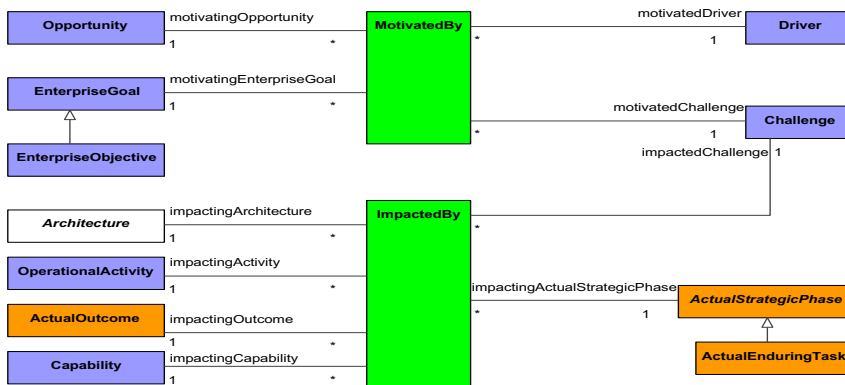 Opportunity
motivatingOpportunity
1
*
MotivatedBy
motivatedDriver
*
1
Driver
EnterpriseGoal
motivatingEnterpriseGoal
1
*
motivatedChallenge
*
1
Challenge
EnterpriseObjective
impactedChallenge
1
Architecture
impactingArchitecture
1
*
ImpactedBy
*
OperationalActivity
impactingActivity
1
*
impactingActualStrategicPhase
*
1
ActualStrategicPhase
ActualOutcome
impactingOutcome
1
*
ActualEnduringTask
Capability
impactingCapability
1
*